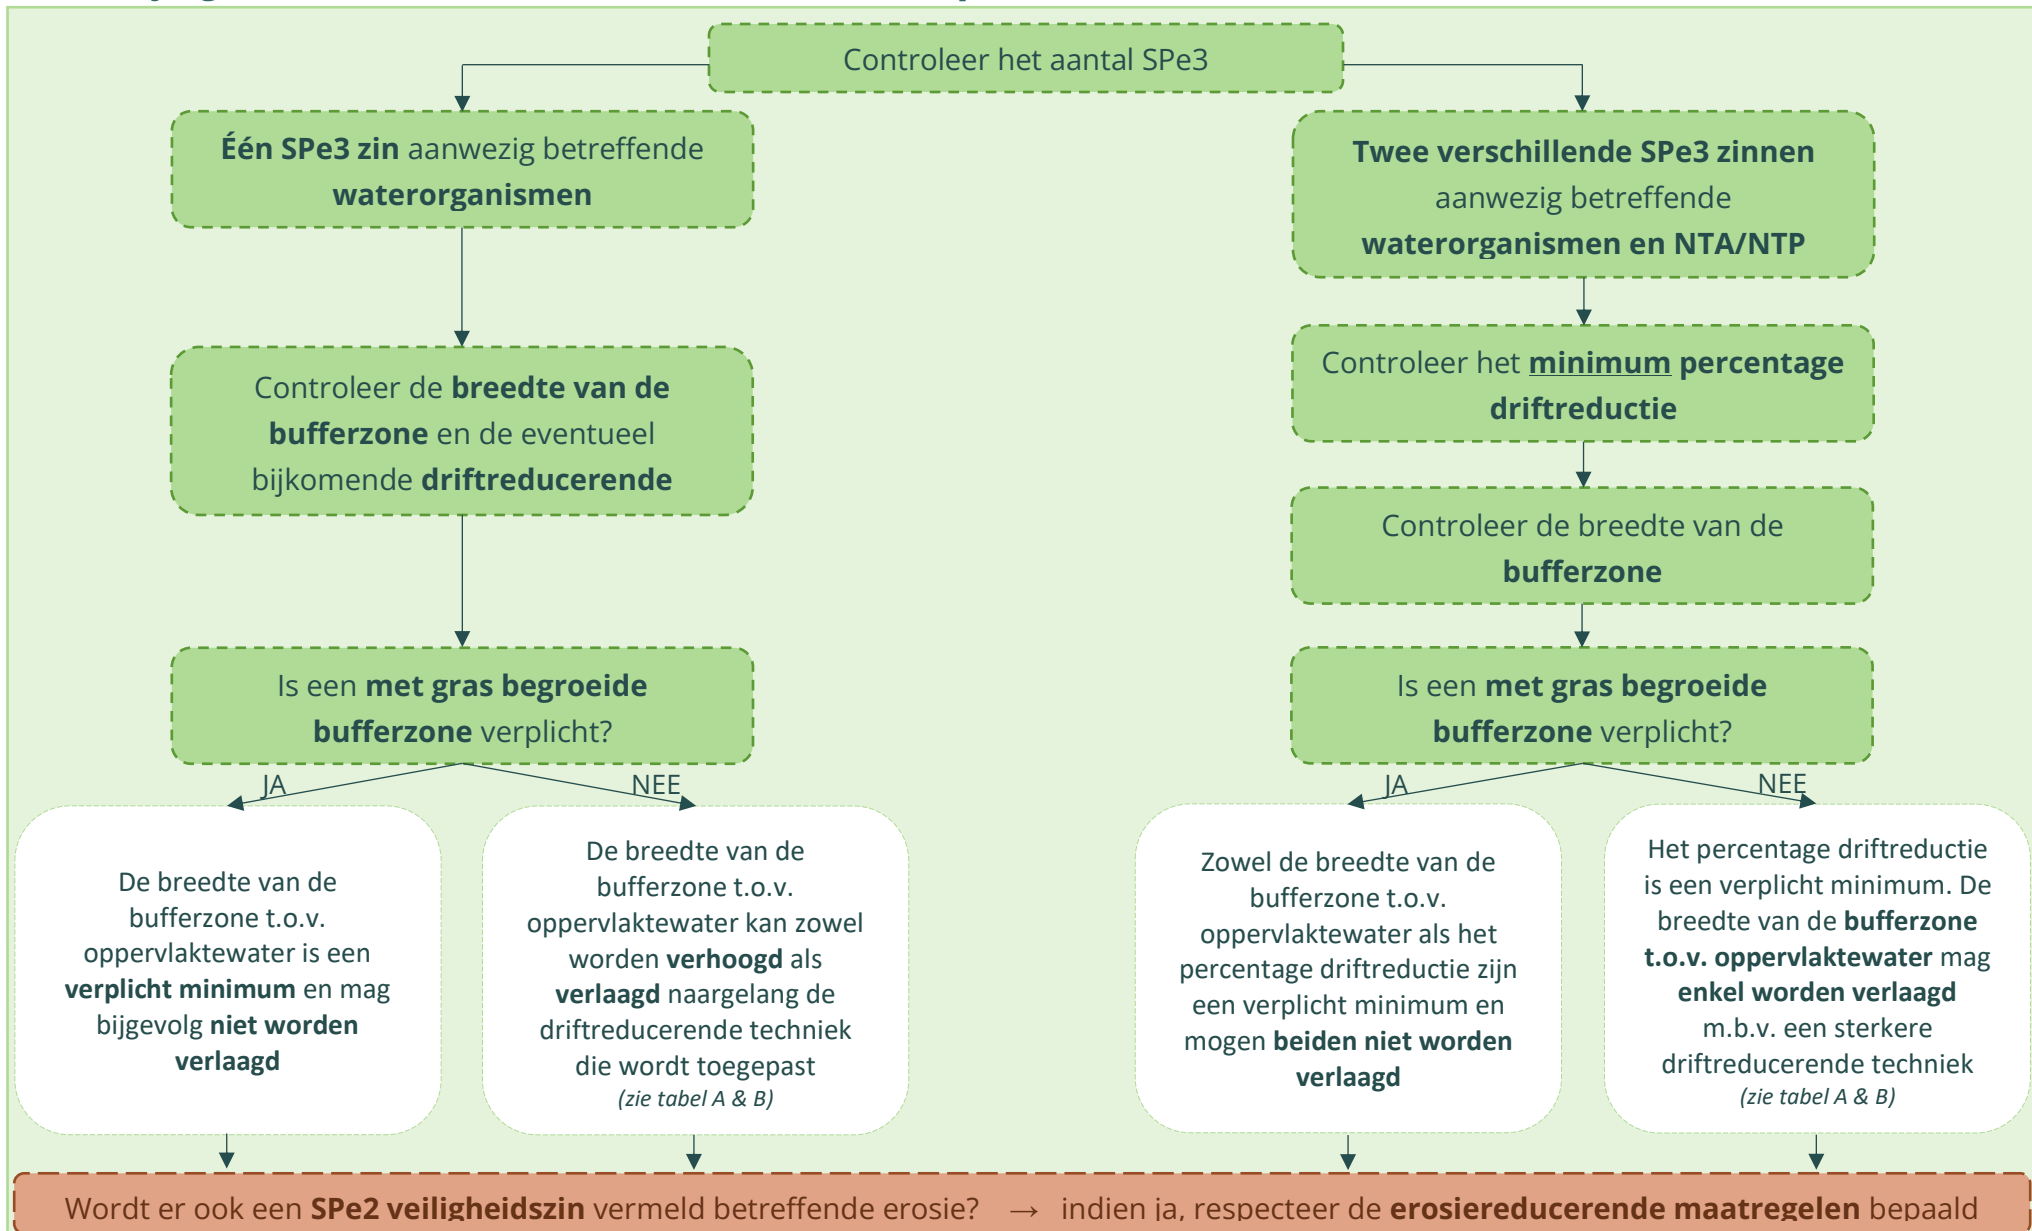 Controleer het aantal SPe3
Één SPe3 zin aanwezig betreffende
waterorganismen
Controleer de breedte van de
bufferzone en de eventueel
bijkomende driftreducerende
Is een met gras begroeide
bufferzone verplicht?
JA
NEE
De breedte van de
bufferzone t.o.v.
oppervlaktewater is een
verplicht minimum en mag
bijgevolg niet worden
verlaagd
De breedte van de
bufferzone t.o.v.
oppervlaktewater kan zowel
worden verhoogd als
verlaagd naargelang de
driftreducerende techniek
die wordt toegepast
(zie tabel A & B)
Twee verschillende SPe3 zinnen
aanwezig betreffende
waterorganismen en NTA/NTP
Controleer het minimum percentage
driftreductie
Controleer de breedte van de
bufferzone
Is een met gras begroeide
bufferzone verplicht?
JA
NEE
Zowel de breedte van de
bufferzone t.o.v.
oppervlaktewater als het
percentage driftreductie zijn
een verplicht minimum en
mogen beiden niet worden
verlaagd
Het percentage driftreductie
is een verplicht minimum. De
breedte van de bufferzone
t.o.v. oppervlaktewater mag
enkel worden verlaagd
m.b.v. een sterkere
driftreducerende techniek
(zie tabel A & B)
Wordt er ook een SPe2 veiligheidszin vermeld betreffende erosie? → indien ja, respecteer de erosiereducerende maatregelen bepaald